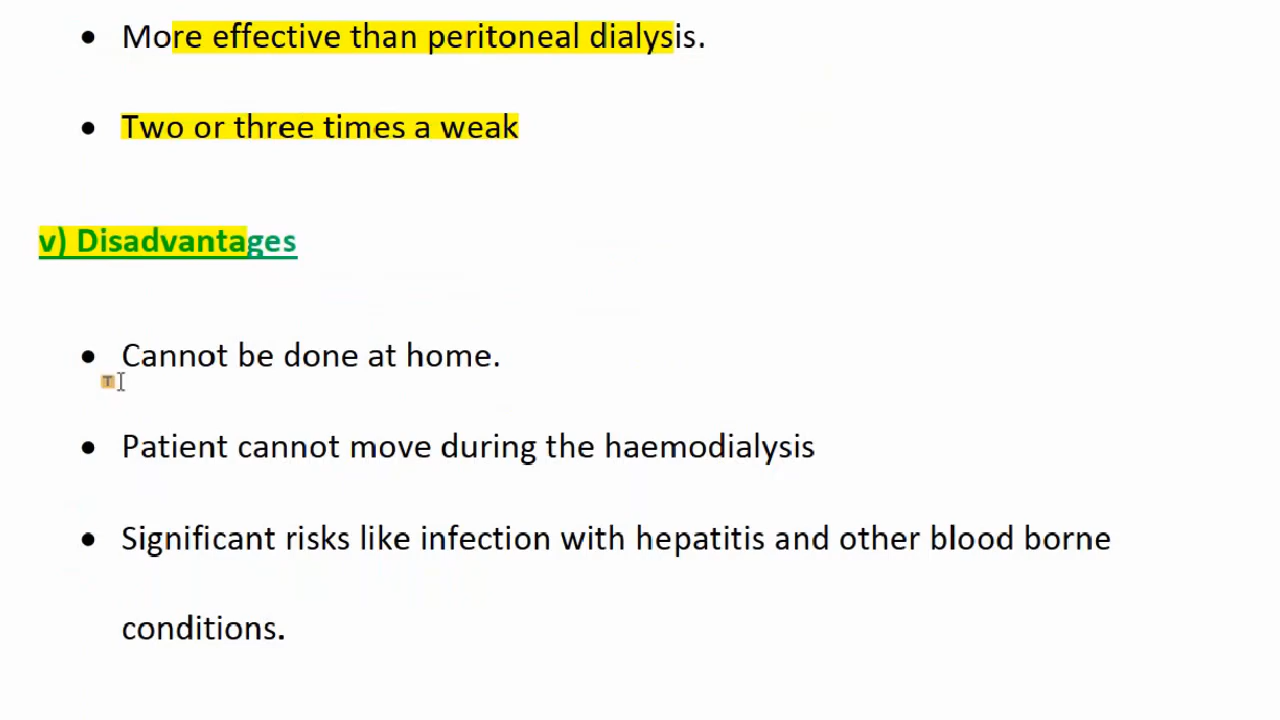 • More effective than peritoneal dialysis.
• Two or three times a weak
v) Disadvantages
• Cannot be done at home.
• Patient cannot move during the haemodialysis
• Significant risks like infection with hepatitis and other blood borne
conditions.